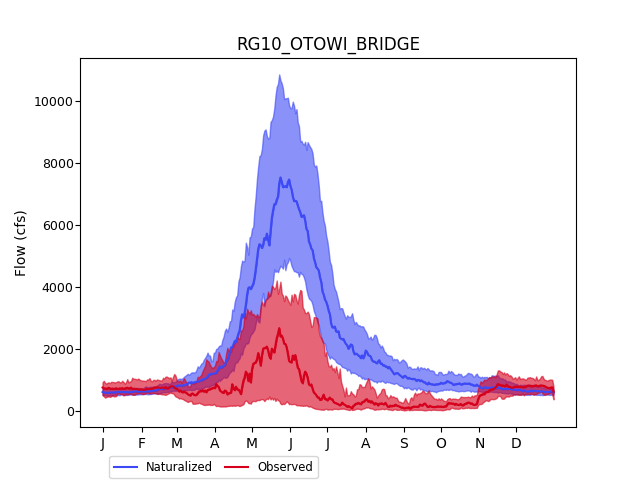 RG10_OTOWI_BRIDGE
10000
8000
6000
4000
2000
0
Flow (cfs)
J F M A M J J A S O N D
Naturalized Observed